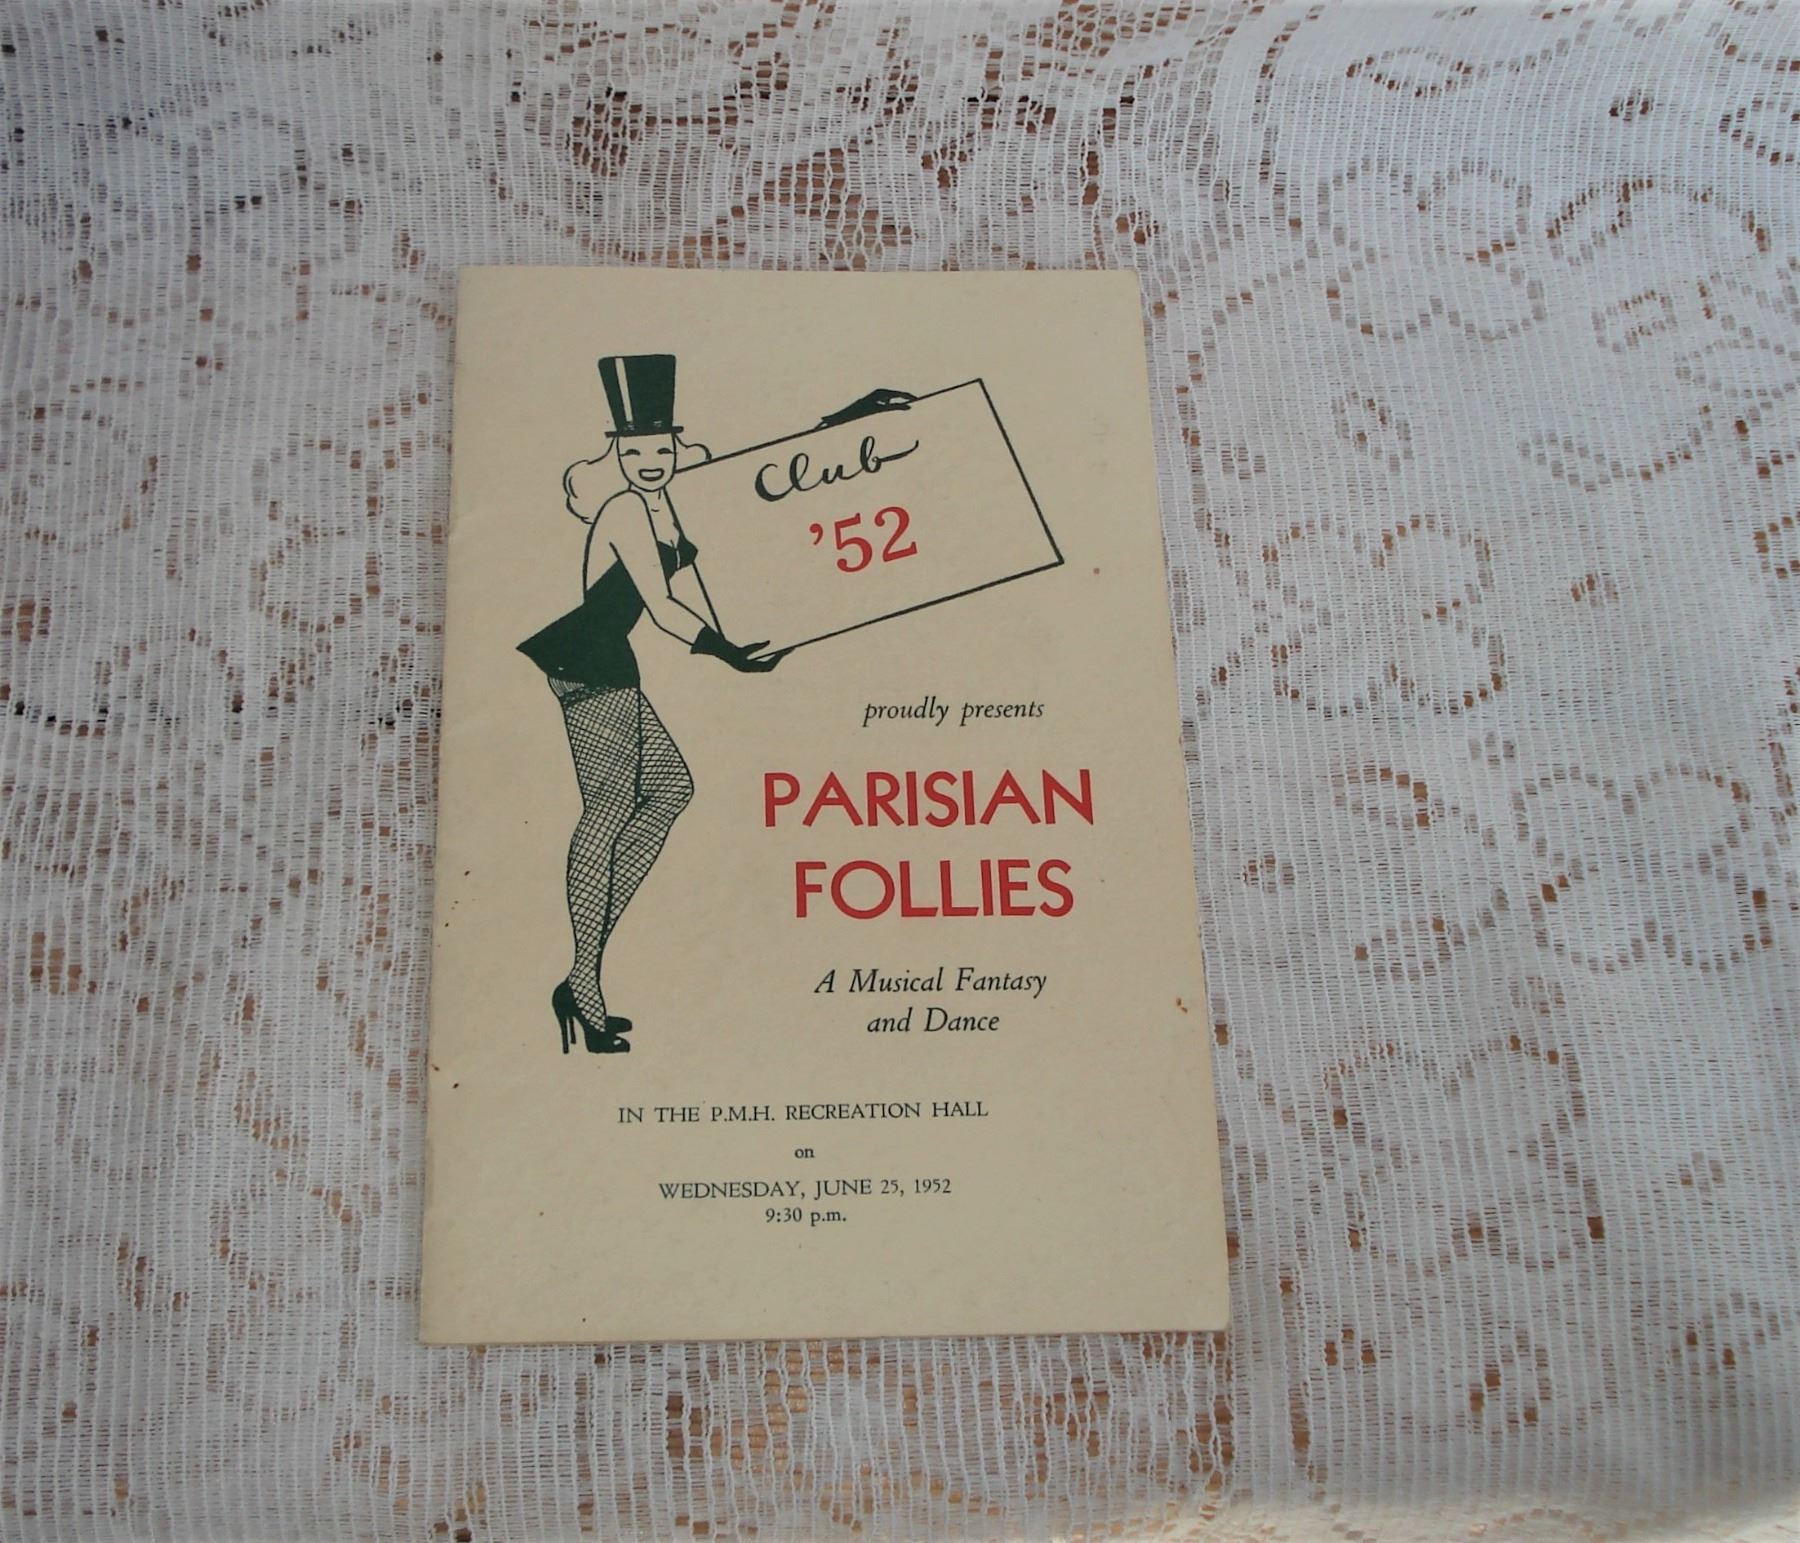 Club
'52
proudly presents
PARISIAN
FOLLIES
A Musical Fantasy
and Dance
IN THE P.M.H. RECREATION HALL
on
WEDNESDAY, JUNE 25, 1952
9:30 p.m.